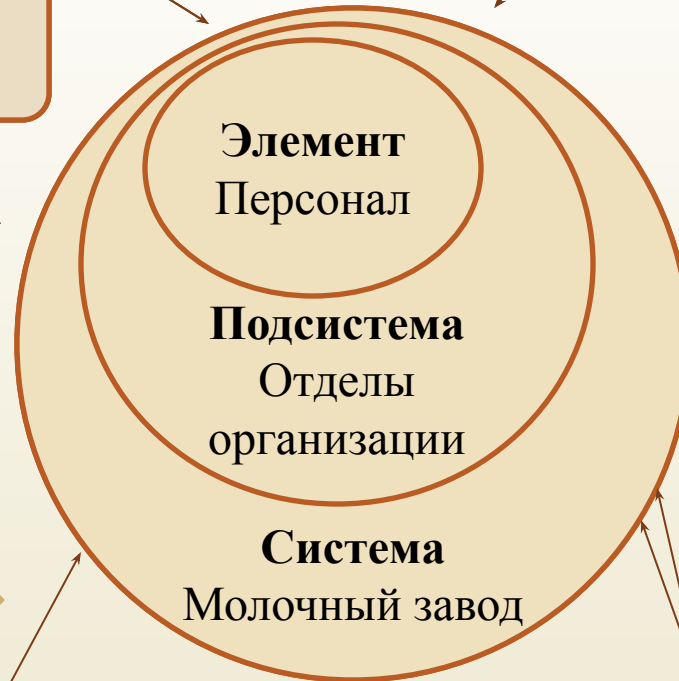 Элемент
Персонал
Подсистема
Отделы
организации
Система
Молочный завод